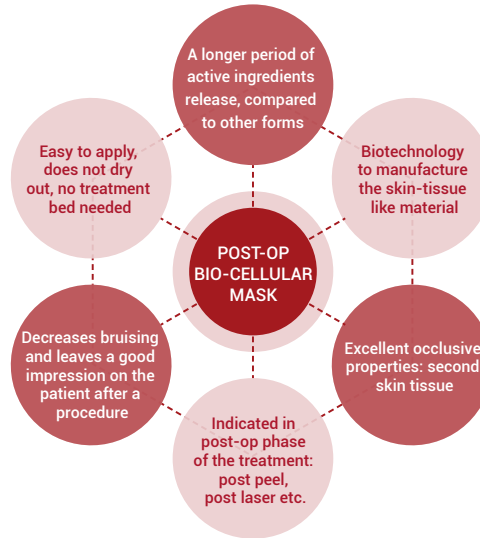 A longer period of
active ingredients
release, compared
to other forms
Easy to apply,
does not dry
out, no treatment
bed needed
Biotechnology
to manufacture
the skin-tissue
like material
POST-OP
BIO-CELLULAR
MASK
Decreases bruising
and leaves a good
impression on the
patient after a
procedure
Excellent occlusive
properties: second
skin tissue
Indicated in
post-op phase
of the treatment:
post peel,
post laser etc.